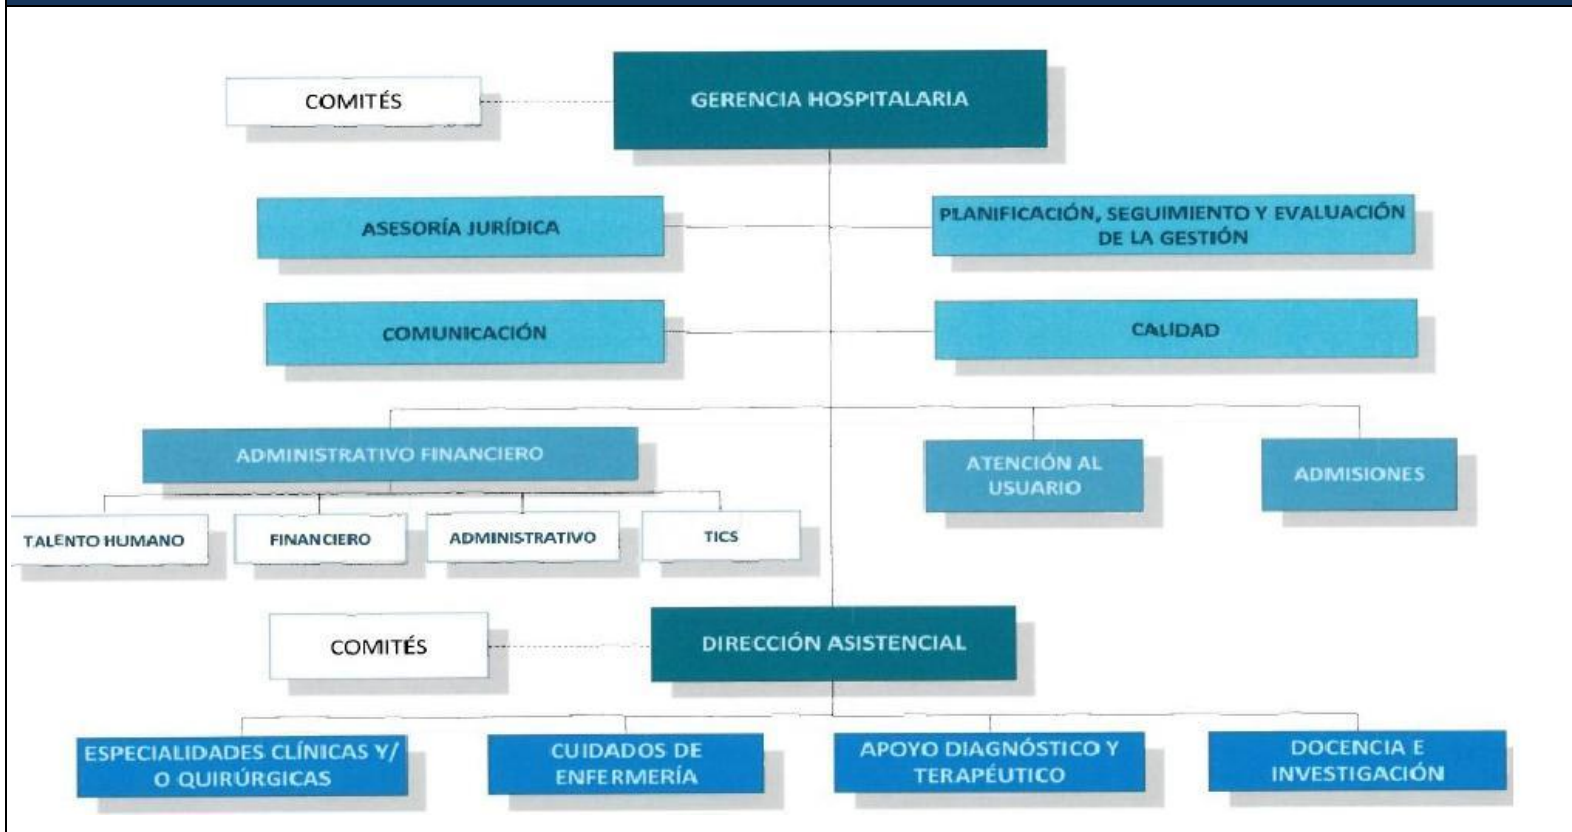 COMITÉS
GERENCIA HOSPITALARIA
ASESORÍA JURÍDICA
PLANIFICACIÓN, SEGUIMIENTO Y EVALUACIÓN
DE LA GESTIÓN
COMUNICACIÓN
CALIDAD
ADMINISTRATIVO FINANCIERO
ATENCIÓN AL
USUARIO
ADMISIONES
TALENTO HUMANO
FINANCIERO
ADMINISTRATIVO
TICS
COMITÉS
DIRECCIÓN ASISTENCIAL
ESPECIALIDADES CLÍNICAS Y/
O QUIRÚRGICAS
CUIDADOS DE
ENFERMERÍA
APOYO DIAGNÓSTICO Y
TERAPÉUTICO
DOCENCIA E
INVESTIGACIÓN